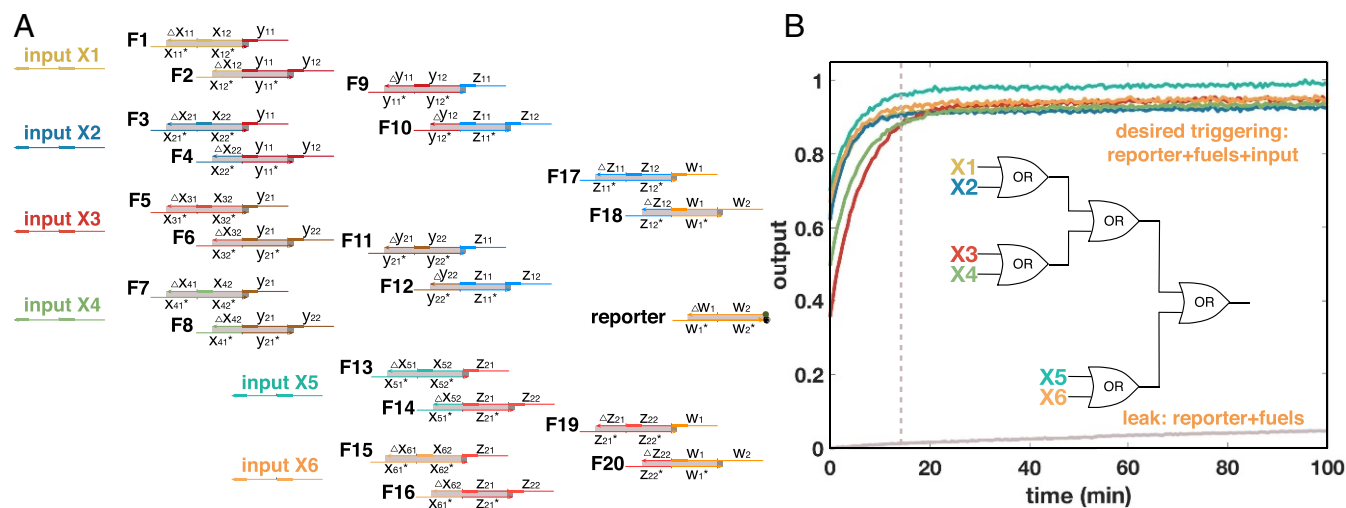 A
input X1
F1
△X11 X12 y11
X11* X12*
F2
△X12 y11 y12
X12* y11*
input X2
F3
△X21 X22 y11
X21* X22*
F4
△X22 y11 y12
X22* y11*
input X3
F5
△X31 X32 y21
X31* X32*
F6
△X32 y21 y22
X32* y21*
input X4
F7
△X41 X42 y21
X41* X42*
F8
△X42 y21 y22
X41* y21*
F9
△y11 y12 z11
y11* y12*
F10
△y12 z11 z12
y12* z11*
F11
△y21 y22 z11
y21* y22*
F12
△y22 z11 z12
y22* z11*
input X5
F13
△X51 X52 z21
X51* X52*
F14
△X52 z21 z22
X51* z21*
input X6
F15
△X61 X62 z21
X61* X62*
F16
△X62 z21 z22
X61* z21*
F17
△z11 z12 w1
z11* z12*
F18
△z12 w1 w2
z12* w1*
reporter
△w1 w2
w1* w2*
F19
△z21 z22 w1
z21* z22*
F20
△z22 w1 w2
z22* w1*
B
output
1
0.8
0.6
0.4
0.2
0
desired triggering:
reporter+fuels+input
X1
X2
OR
OR
X3
X4
OR
OR
X5
X6
OR
leak: reporter+fuels
0 20 40 60 80 100
time (min)